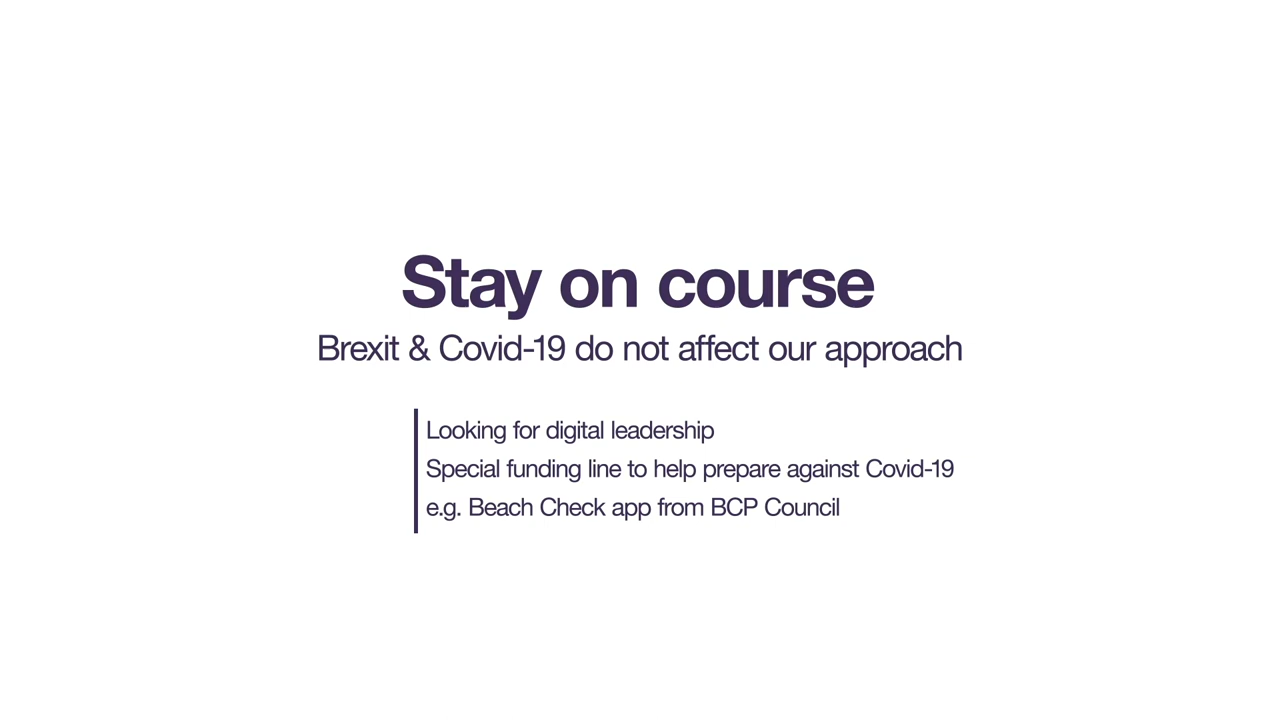 Stay on course
Brexit & Covid-19 do not affect our approach
Looking for digital leadership
Special funding line to help prepare against Covid-19
e.g. Beach Check app from BCP Council